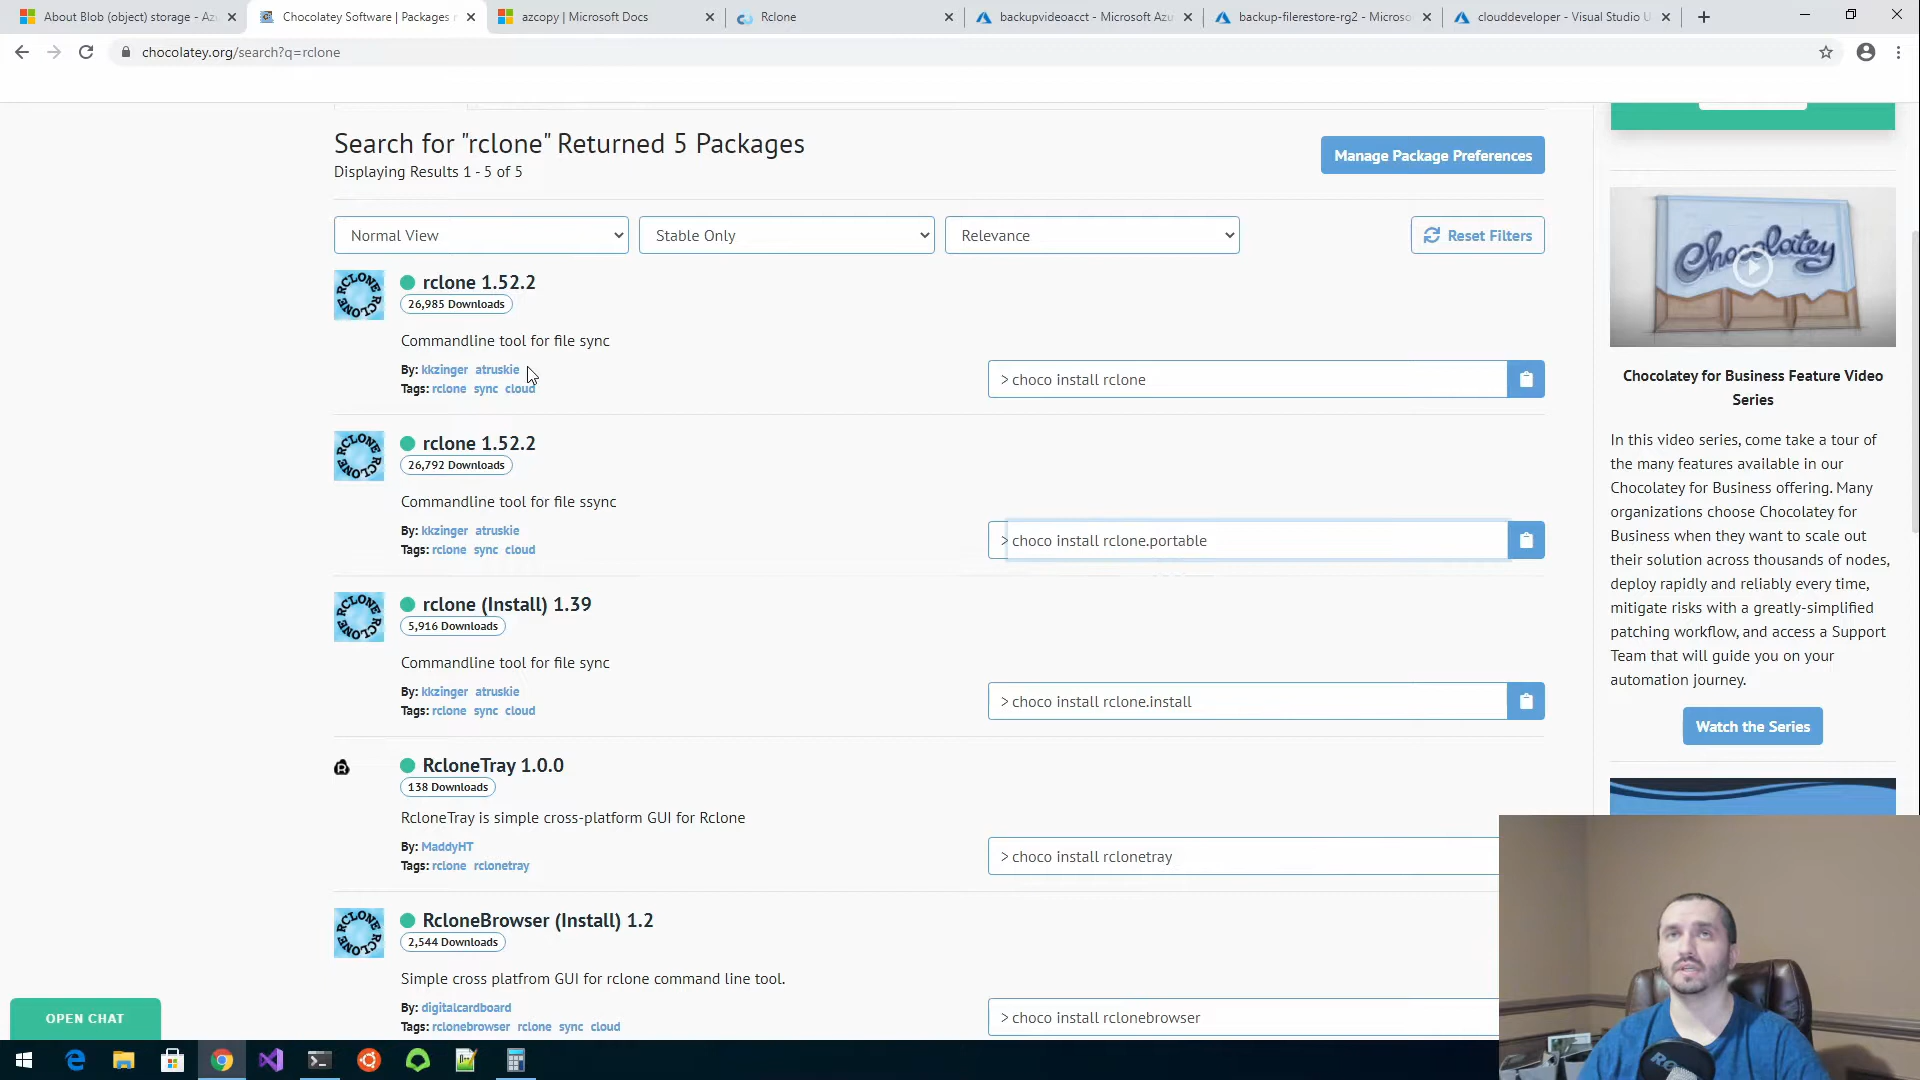 About Blob (object) storage - Az
Chocolatey Software | Packages
azcopy | Microsoft Docs
Rclone
backupvideoacct - Microsoft Azu
backup-filerestore-rg2 - Microso
clouddeveloper - Visual Studio U
chocolatey.org/search?q=rclone
Search for "rclone" Returned 5 Packages
Displaying Results 1 - 5 of 5
Manage Package Preferences
Normal View
Stable Only
Relevance
Reset Filters
rclone 1.52.2
26,985 Downloads
Commandline tool for file sync
By: kkzinger atruskie
Tags: rclone sync cloud
> choco install rclone
rclone 1.52.2
26,792 Downloads
Commandline tool for file ssync
By: kkzinger atruskie
Tags: rclone sync cloud
> choco install rclone.portable
rclone (Install) 1.39
5,916 Downloads
Commandline tool for file sync
By: kkzinger atruskie
Tags: rclone sync cloud
> choco install rclone.install
RcloneTray 1.0.0
138 Downloads
RcloneTray is simple cross-platform GUI for Rclone
By: MaddyHT
Tags: rclone rclonetray
> choco install rclonetray
RcloneBrowser (Install) 1.2
2,544 Downloads
Simple cross platfrom GUI for rclone command line tool.
By: digitalcardboard
Tags: rclonebrowser rclone sync cloud
> choco install rclonebrowser
Chocolatey
Chocolatey for Business Feature Video
Series
In this video series, come take a tour of
the many features available in our
Chocolatey for Business offering. Many
organizations choose Chocolatey for
Business when they want to scale out
their solution across thousands of nodes,
deploy rapidly and reliably every time,
mitigate risks with a greatly-simplified
patching workflow, and access a Support
Team that will guide you on your
automation journey.
Watch the Series
OPEN CHAT